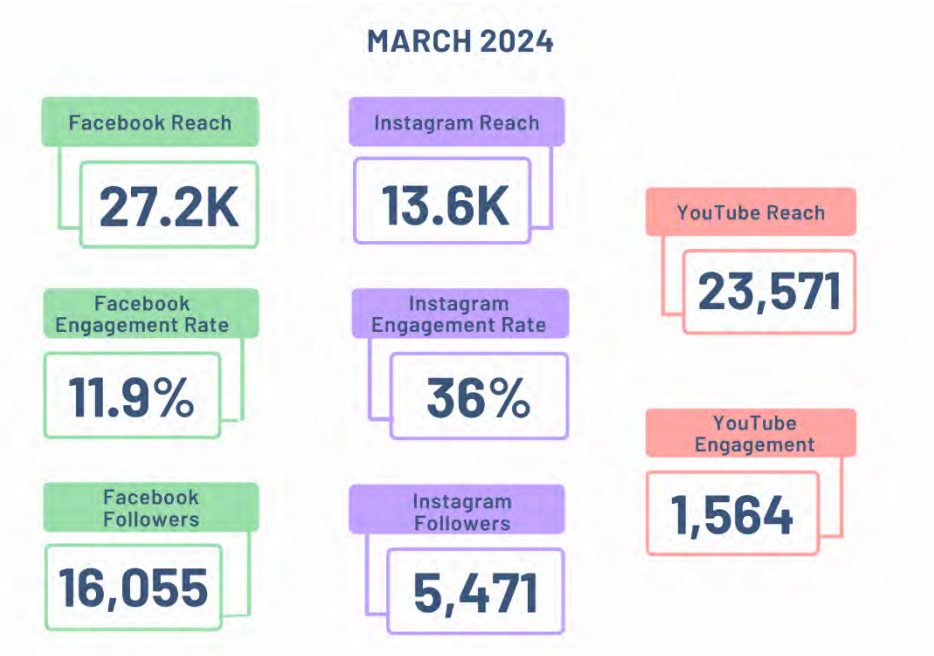 MARCH 2024
Facebook Reach
27.2K
Facebook
Engagement Rate
11.9%
Facebook
Followers
16,055
Instagram Reach
13.6K
Instagram
Engagement Rate
36%
Instagram
Followers
5,471
YouTube Reach
23,571
YouTube
Engagement
1,564